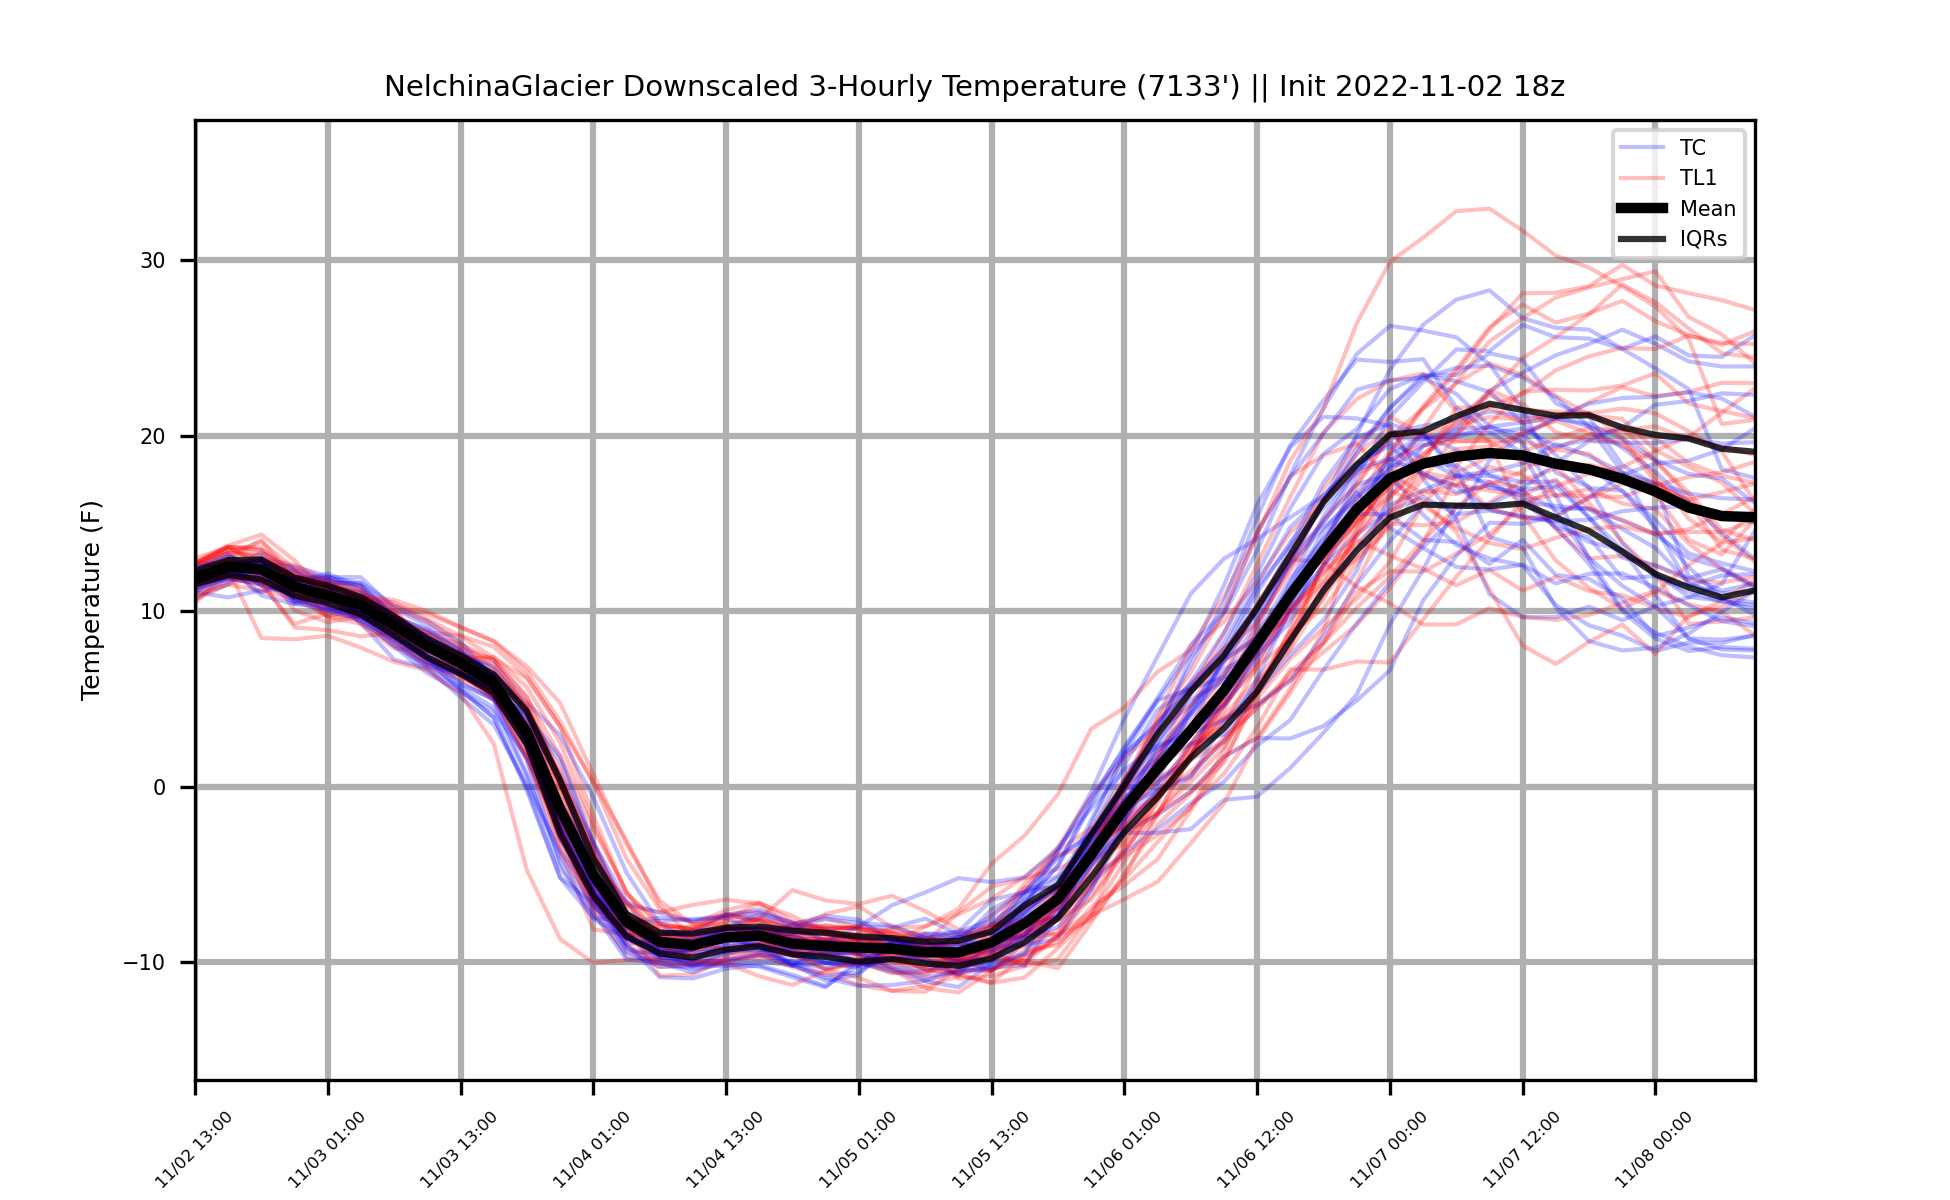 NelchinaGlacier Downscaled 3-Hourly Temperature (7133') || Init 2022-11-02 18z
TC
TL1
Mean
IQRs
Temperature (F)
30
20
10
0
−10
11/02 13:00
11/03 01:00
11/03 13:00
11/04 01:00
11/04 13:00
11/05 01:00
11/05 13:00
11/06 01:00
11/06 12:00
11/07 00:00
11/07 12:00
11/08 00:00